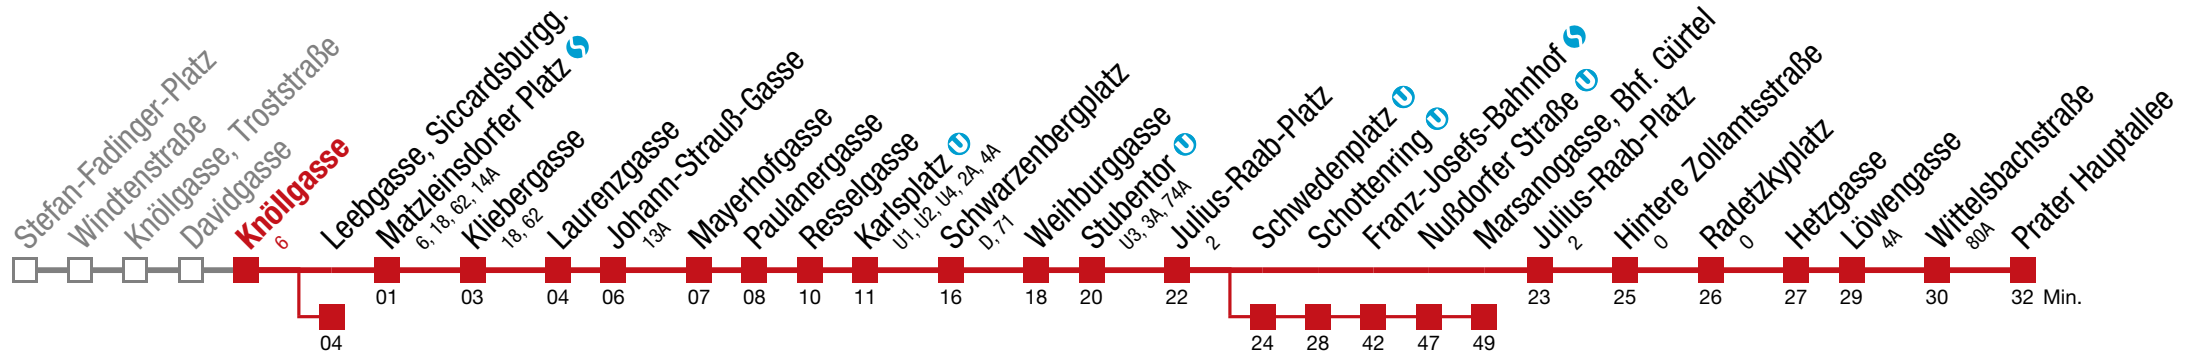 Stefan-Fadinger-Platz
Windtenstraße
Knöllgasse, Troststraße
Davidgasse
Knöllgasse
6
Leebgasse, Siccardsburgg.
Matzleinsdorfer Platz
6, 18, 62, 14A
Kliebergasse
18, 62
Laurenzgasse
Johann-Strauß-Gasse
13A
Mayerhofgasse
Paulanergasse
Resselgasse
Karlsplatz U
U1, U2, U4, 2A, 4A
Schwarzenbergplatz
D, 71
Weihburggasse
Stubentor U
U3, 3A, 74A
Julius-Raab-Platz
2
Schwedenplatz U
Schottenring U
Franz-Josefs-Bahnhof
Nußdorfer Straße U
Marsanogasse, Bhf. Gürtel
Julius-Raab-Platz
2
Hintere Zollamtsstraße
0
Radetzkyplatz
0
Hetzgasse
Löwengasse
4A
Wittelsbachstraße
80A
Prater Hauptallee
01 03 04 06 07 08 10 11 16 18 20 22 23 25 26 27 29 30 32 Min.
04 24 28 42 47 49